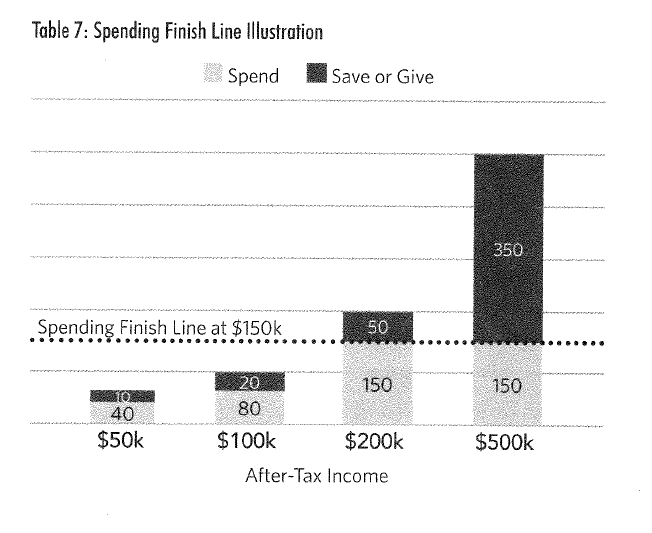 Table 7: Spending Finish Line Illustration
Spend Save or Give
350
Spending Finish Line at $150k 50
10 20 150 150
40 80
$50k $100k $200k $500k
After-Tax Income